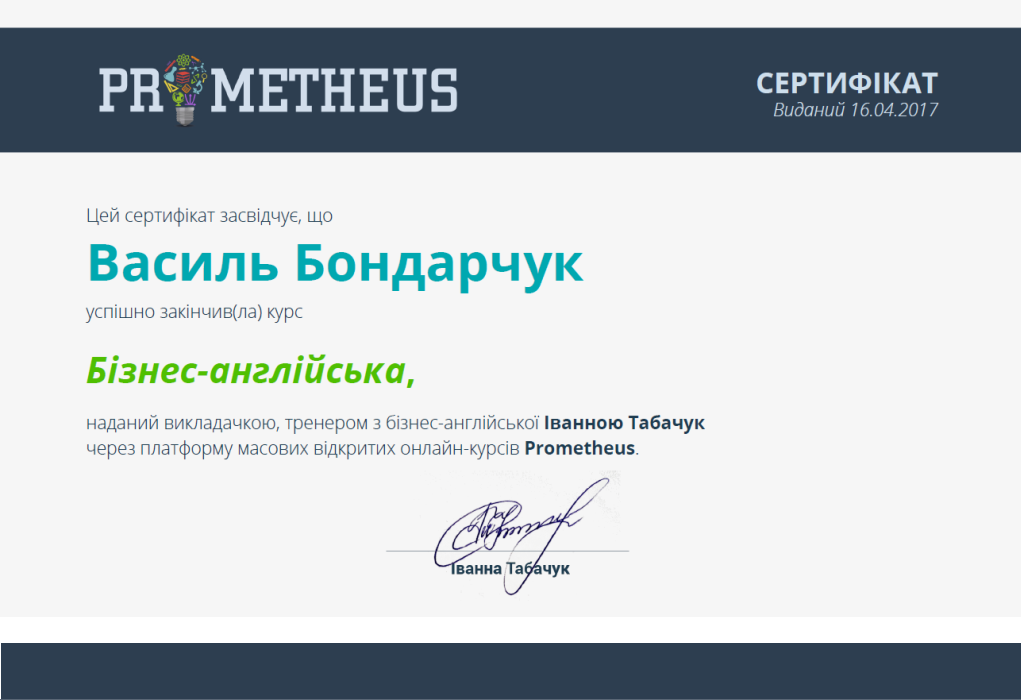 PROMETHEUS
СЕРТИФІКАТ
Виданий 16.04.2017
Цей сертифікат засвідчує, що
Василь Бондарчук
успішно закінчив(ла) курс
Бізнес-англійська,
наданий викладачкою, тренером з бізнес-англійської Іванною Табачук
через платформу масових відкритих онлайн-курсів Prometheus.
Іванна Табачук